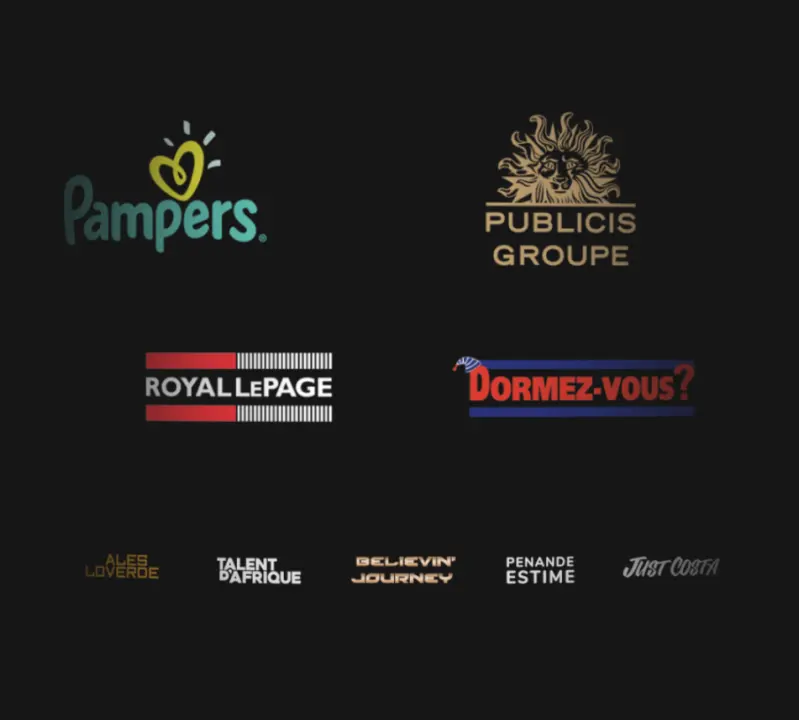 Pampers.
PUBLICIS
GROUPE
ROYAL LEPAGE
DORMEZ-VOUS?
ALES
LOVERDE
TALENT
D'AFRIQUE
BELIEVIN'
JOURNEY
PENANDE
ESTIME
JUST COSTA